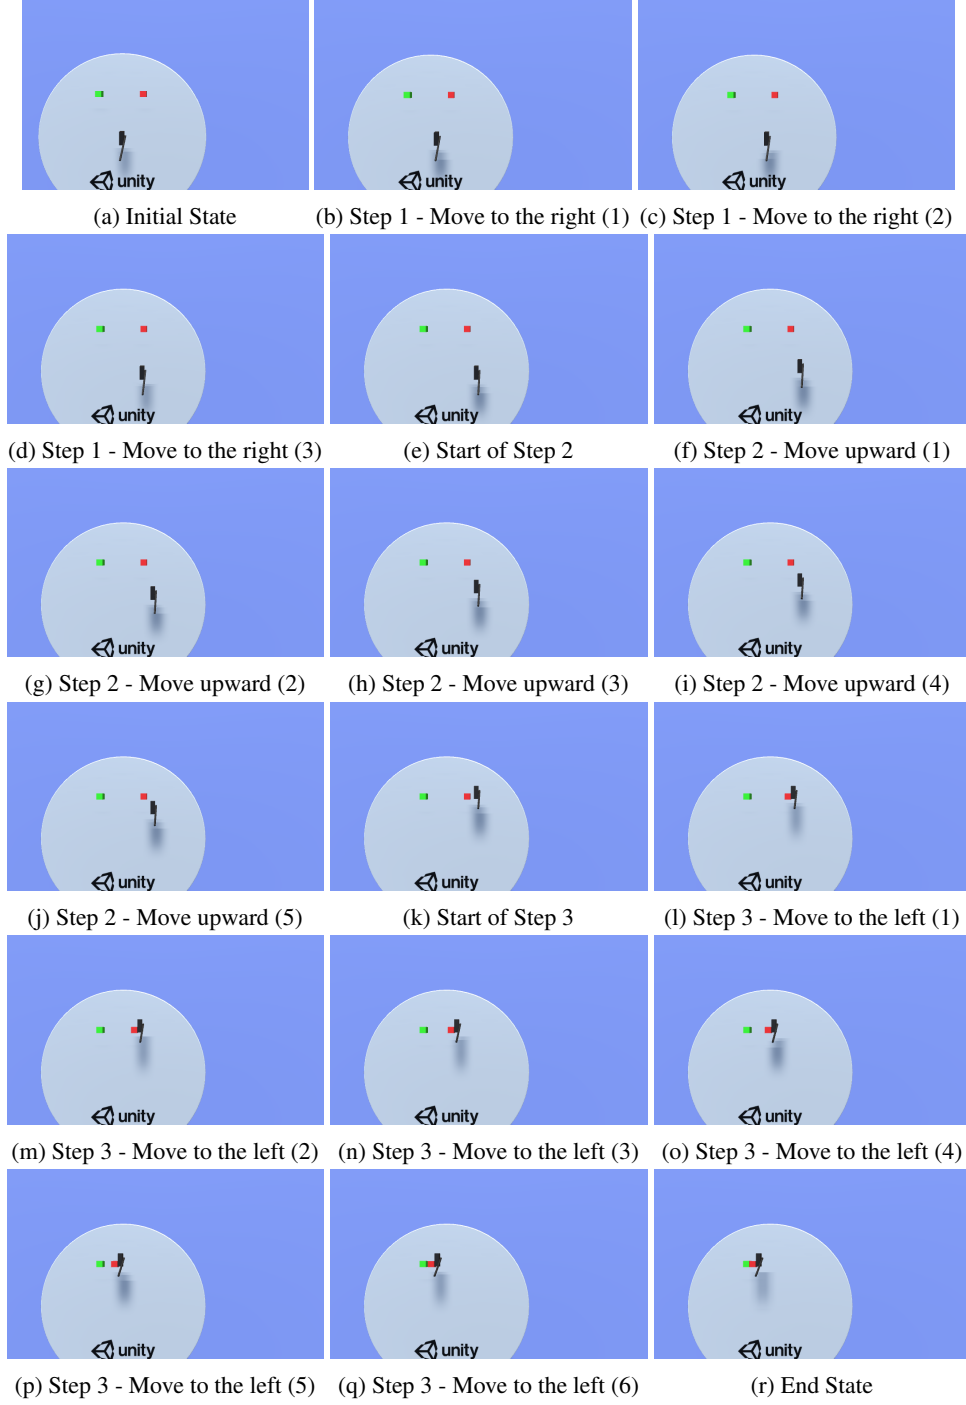 unity
unity
unity
(a) Initial State
(b) Step 1 - Move to the right (1)
(c) Step 1 - Move to the right (2)
unity
unity
unity
(d) Step 1 - Move to the right (3)
(e) Start of Step 2
(f) Step 2 - Move upward (1)
unity
unity
unity
(g) Step 2 - Move upward (2)
(h) Step 2 - Move upward (3)
(i) Step 2 - Move upward (4)
unity
unity
unity
(j) Step 2 - Move upward (5)
(k) Start of Step 3
(l) Step 3 - Move to the left (1)
unity
unity
unity
(m) Step 3 - Move to the left (2)
(n) Step 3 - Move to the left (3)
(o) Step 3 - Move to the left (4)
unity
unity
unity
(p) Step 3 - Move to the left (5)
(q) Step 3 - Move to the left (6)
(r) End State